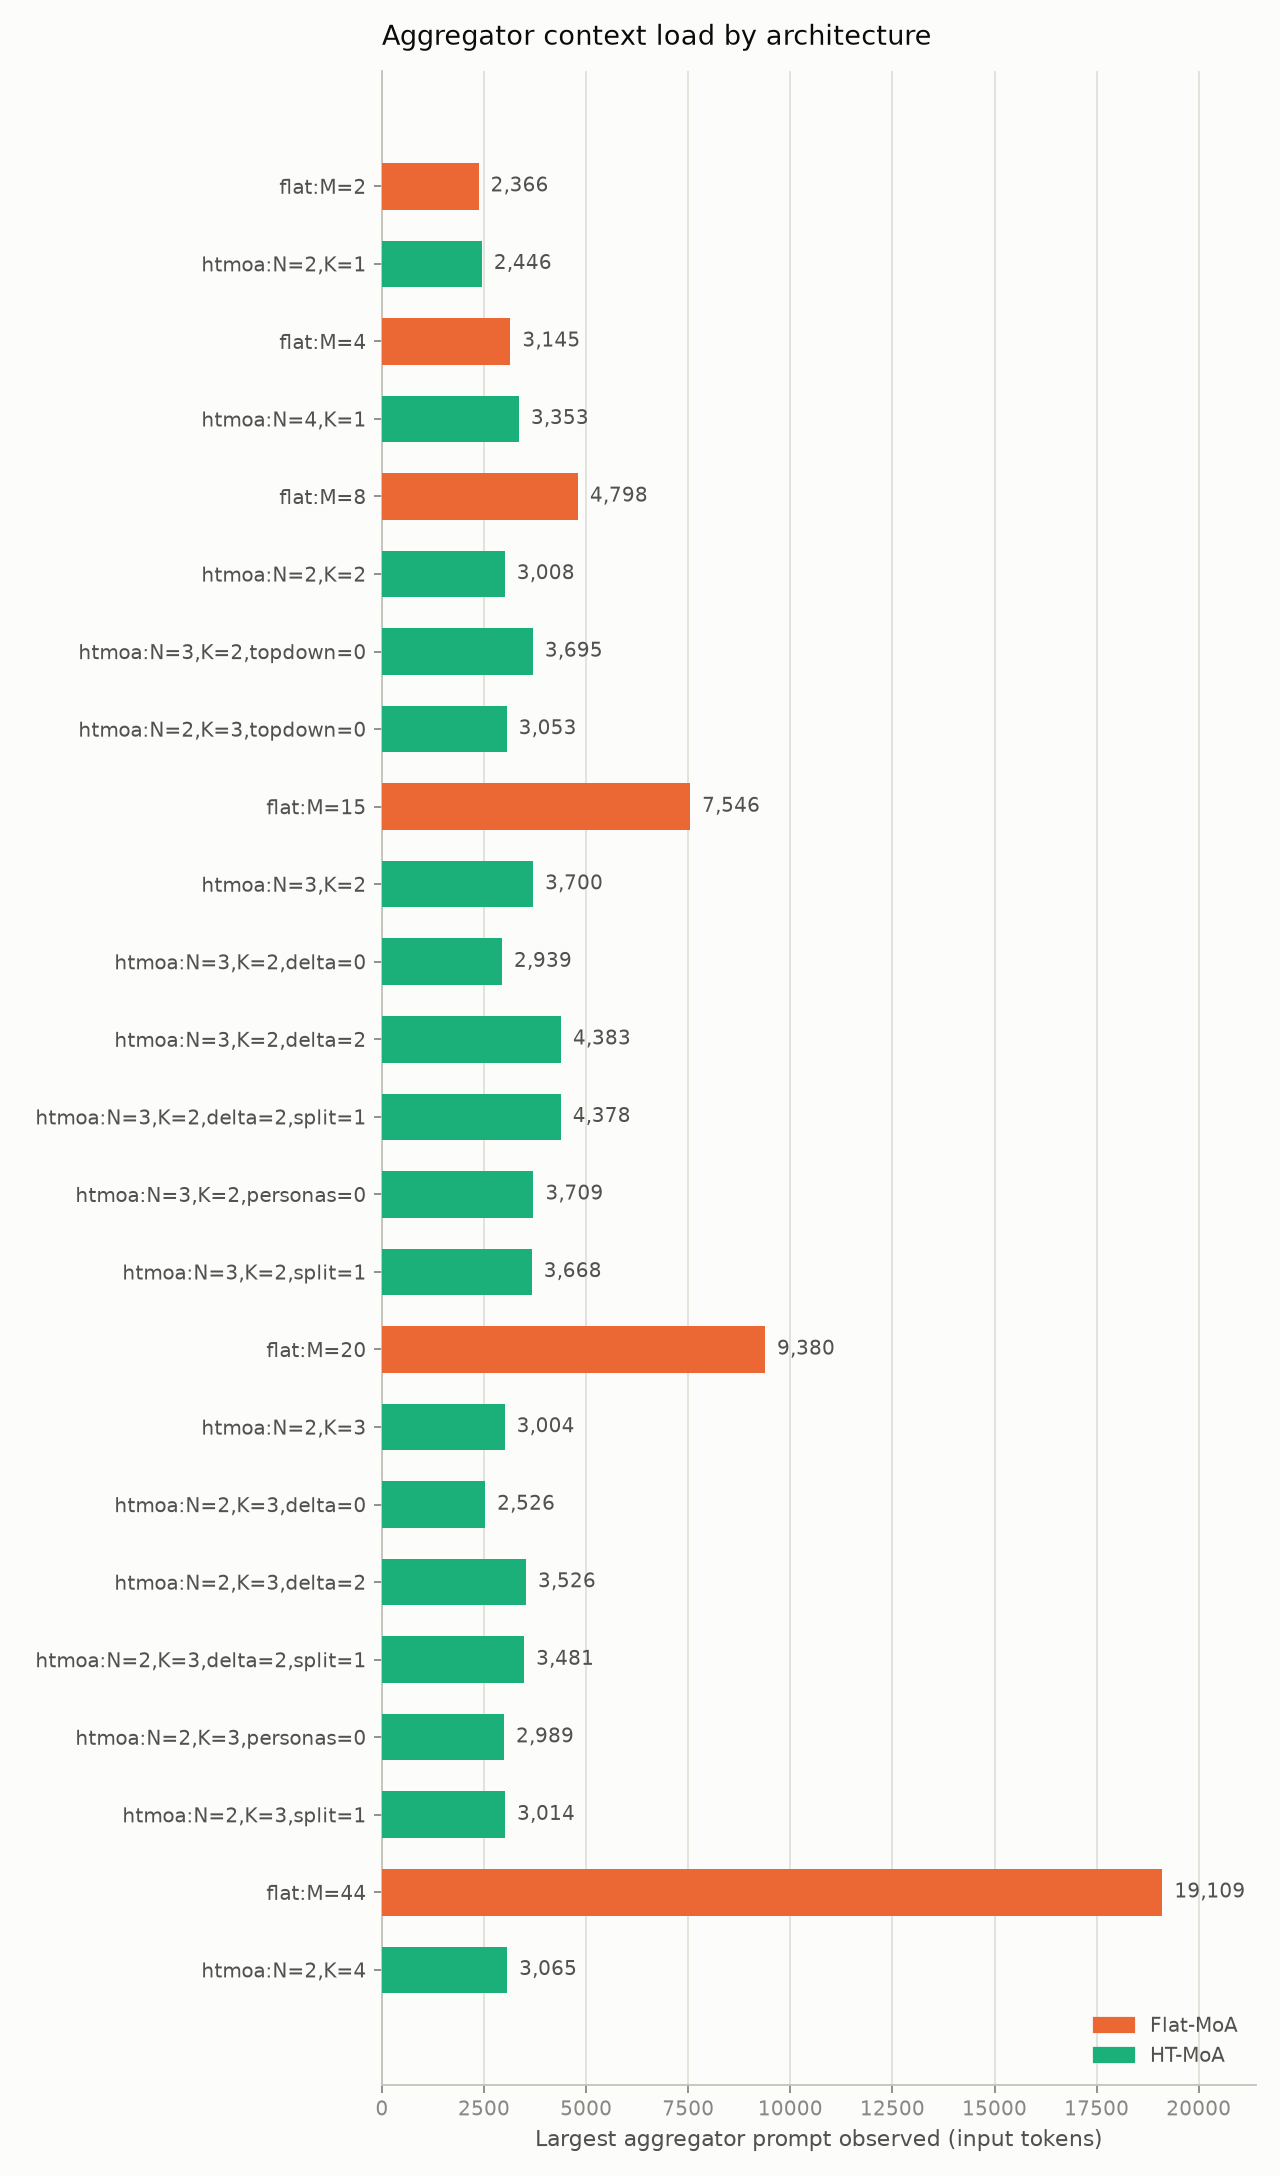 Aggregator context load by architecture
flat:M=2 2,366
htmoa:N=2,K=1 2,446
flat:M=4 3,145
htmoa:N=4,K=1 3,353
flat:M=8 4,798
htmoa:N=2,K=2 3,008
htmoa:N=3,K=2,topdown=0 3,695
htmoa:N=2,K=3,topdown=0 3,053
flat:M=15 7,546
htmoa:N=3,K=2 3,700
htmoa:N=3,K=2,delta=0 2,939
htmoa:N=3,K=2,delta=2 4,383
htmoa:N=3,K=2,delta=2,split=1 4,378
htmoa:N=3,K=2,personas=0 3,709
htmoa:N=3,K=2,split=1 3,668
flat:M=20 9,380
htmoa:N=2,K=3 3,004
htmoa:N=2,K=3,delta=0 2,526
htmoa:N=2,K=3,delta=2 3,526
htmoa:N=2,K=3,delta=2,split=1 3,481
htmoa:N=2,K=3,personas=0 2,989
htmoa:N=2,K=3,split=1 3,014
flat:M=44 19,109
htmoa:N=2,K=4 3,065
Flat-MoA
HT-MoA
0 2500 5000 7500 10000 12500 15000 17500 20000
Largest aggregator prompt observed (input tokens)